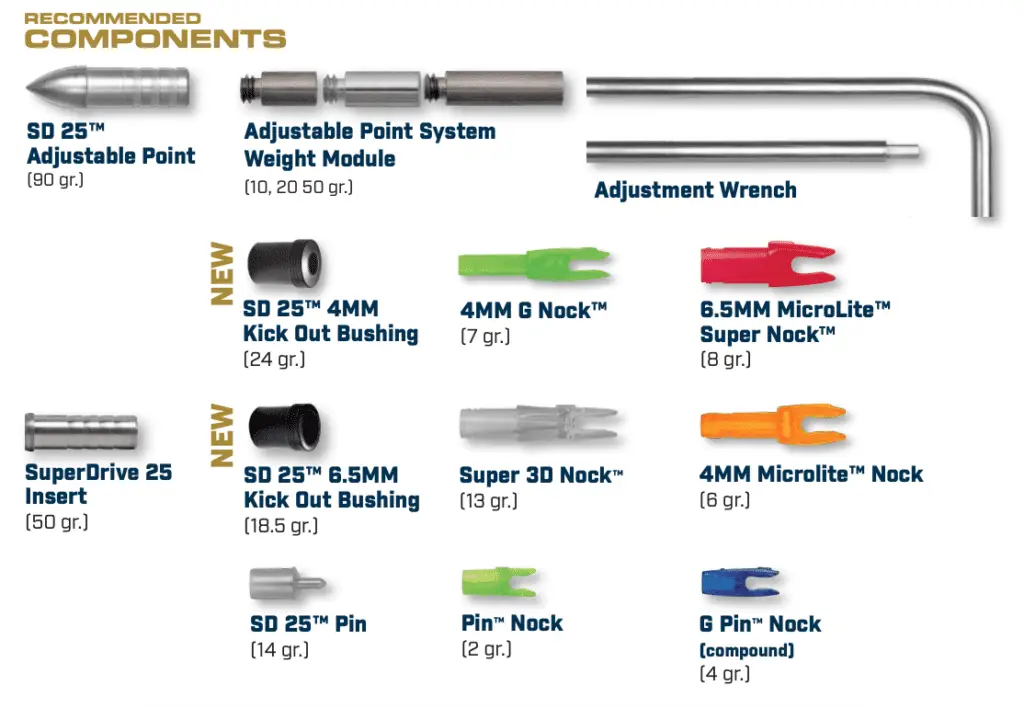 RECOMMENDED
COMPONENTS
SD 25™
Adjustable Point
(90 gr.)
Adjustable Point System
Weight Module
(10, 20 50 gr.)
Adjustment Wrench
NEW
SD 25™ 4MM
Kick Out Bushing
(24 gr.)
4MM G Nock™
(7 gr.)
6.5MM MicroLite™
Super Nock™
(8 gr.)
SuperDrive 25
Insert
(50 gr.)
NEW
SD 25™ 6.5MM
Kick Out Bushing
(18.5 gr.)
Super 3D Nock™
(13 gr.)
4MM Microlite™ Nock
(6 gr.)
SD 25™ Pin
(14 gr.)
Pin™ Nock
(2 gr.)
G Pin™ Nock
(compound)
(4 gr.)